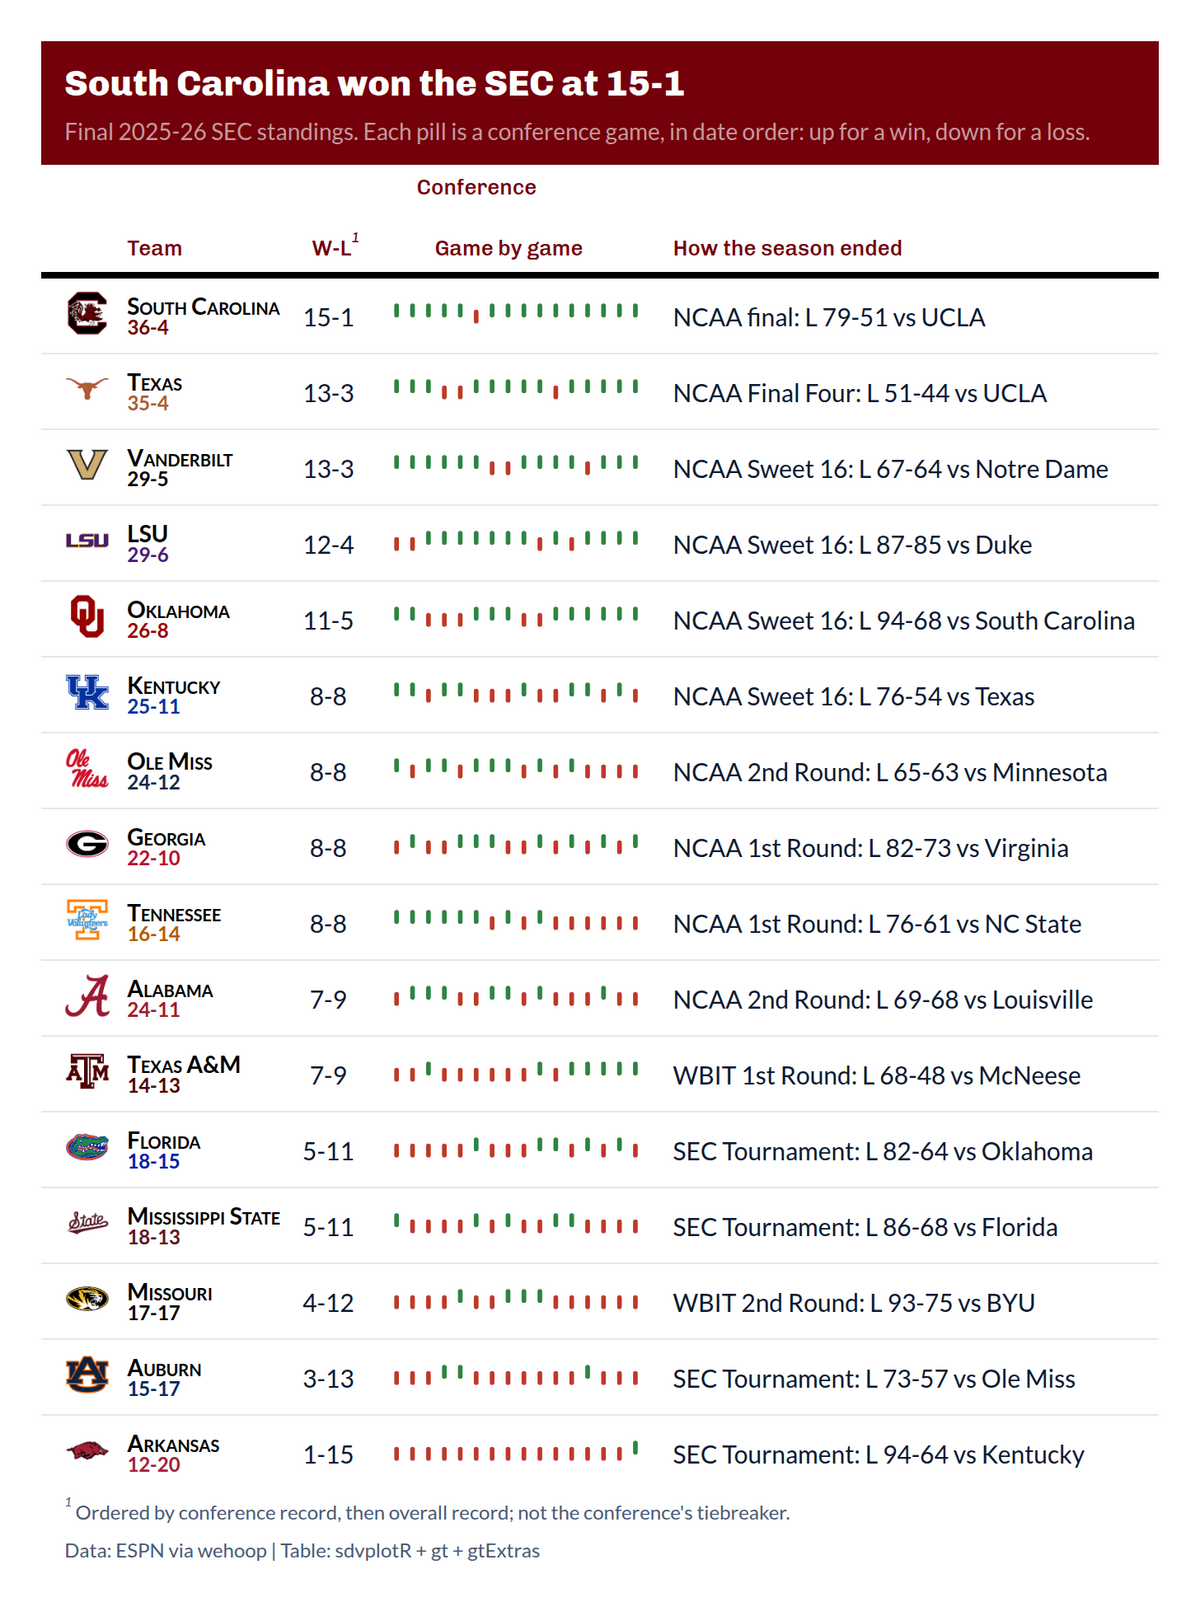 South Carolina won the SEC at 15-1
Final 2025-26 SEC standings. Each pill is a conference game, in date order: up for a win, down for a loss.
Conference
Team W-L1 Game by game How the season ended
South Carolina 15-1 NCAA final: L 79-51 vs UCLA
36-4
Texas 13-3 NCAA Final Four: L 51-44 vs UCLA
35-4
Vanderbilt 13-3 NCAA Sweet 16: L 67-64 vs Notre Dame
29-5
LSU LSU 12-4 NCAA Sweet 16: L 87-85 vs Duke
29-6
OU Oklahoma 11-5 NCAA Sweet 16: L 94-68 vs South Carolina
26-8
UK Kentucky 8-8 NCAA Sweet 16: L 76-54 vs Texas
25-11
Ole Miss Ole Miss 8-8 NCAA 2nd Round: L 65-63 vs Minnesota
24-12
G Georgia 8-8 NCAA 1st Round: L 82-73 vs Virginia
22-10
T Lady Volunteers Tennessee 8-8 NCAA 1st Round: L 76-61 vs NC State
16-14
A Alabama 7-9 NCAA 2nd Round: L 69-68 vs Louisville
24-11
ATM Texas A&M 7-9 WBIT 1st Round: L 68-48 vs McNeese
14-13
Florida 5-11 SEC Tournament: L 82-64 vs Oklahoma
18-15
State Mississippi State 5-11 SEC Tournament: L 86-68 vs Florida
18-13
Missouri 4-12 WBIT 2nd Round: L 93-75 vs BYU
17-17
AU Auburn 3-13 SEC Tournament: L 73-57 vs Ole Miss
15-17
Arkansas 1-15 SEC Tournament: L 94-64 vs Kentucky
12-20
1 Ordered by conference record, then overall record; not the conference's tiebreaker.
Data: ESPN via wehoop | Table: sdvplotR + gt + gtExtras